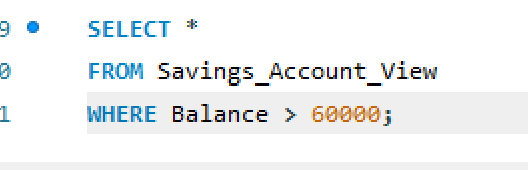 9 SELECT *
0 FROM Savings_Account_View
1 WHERE Balance > 60000;